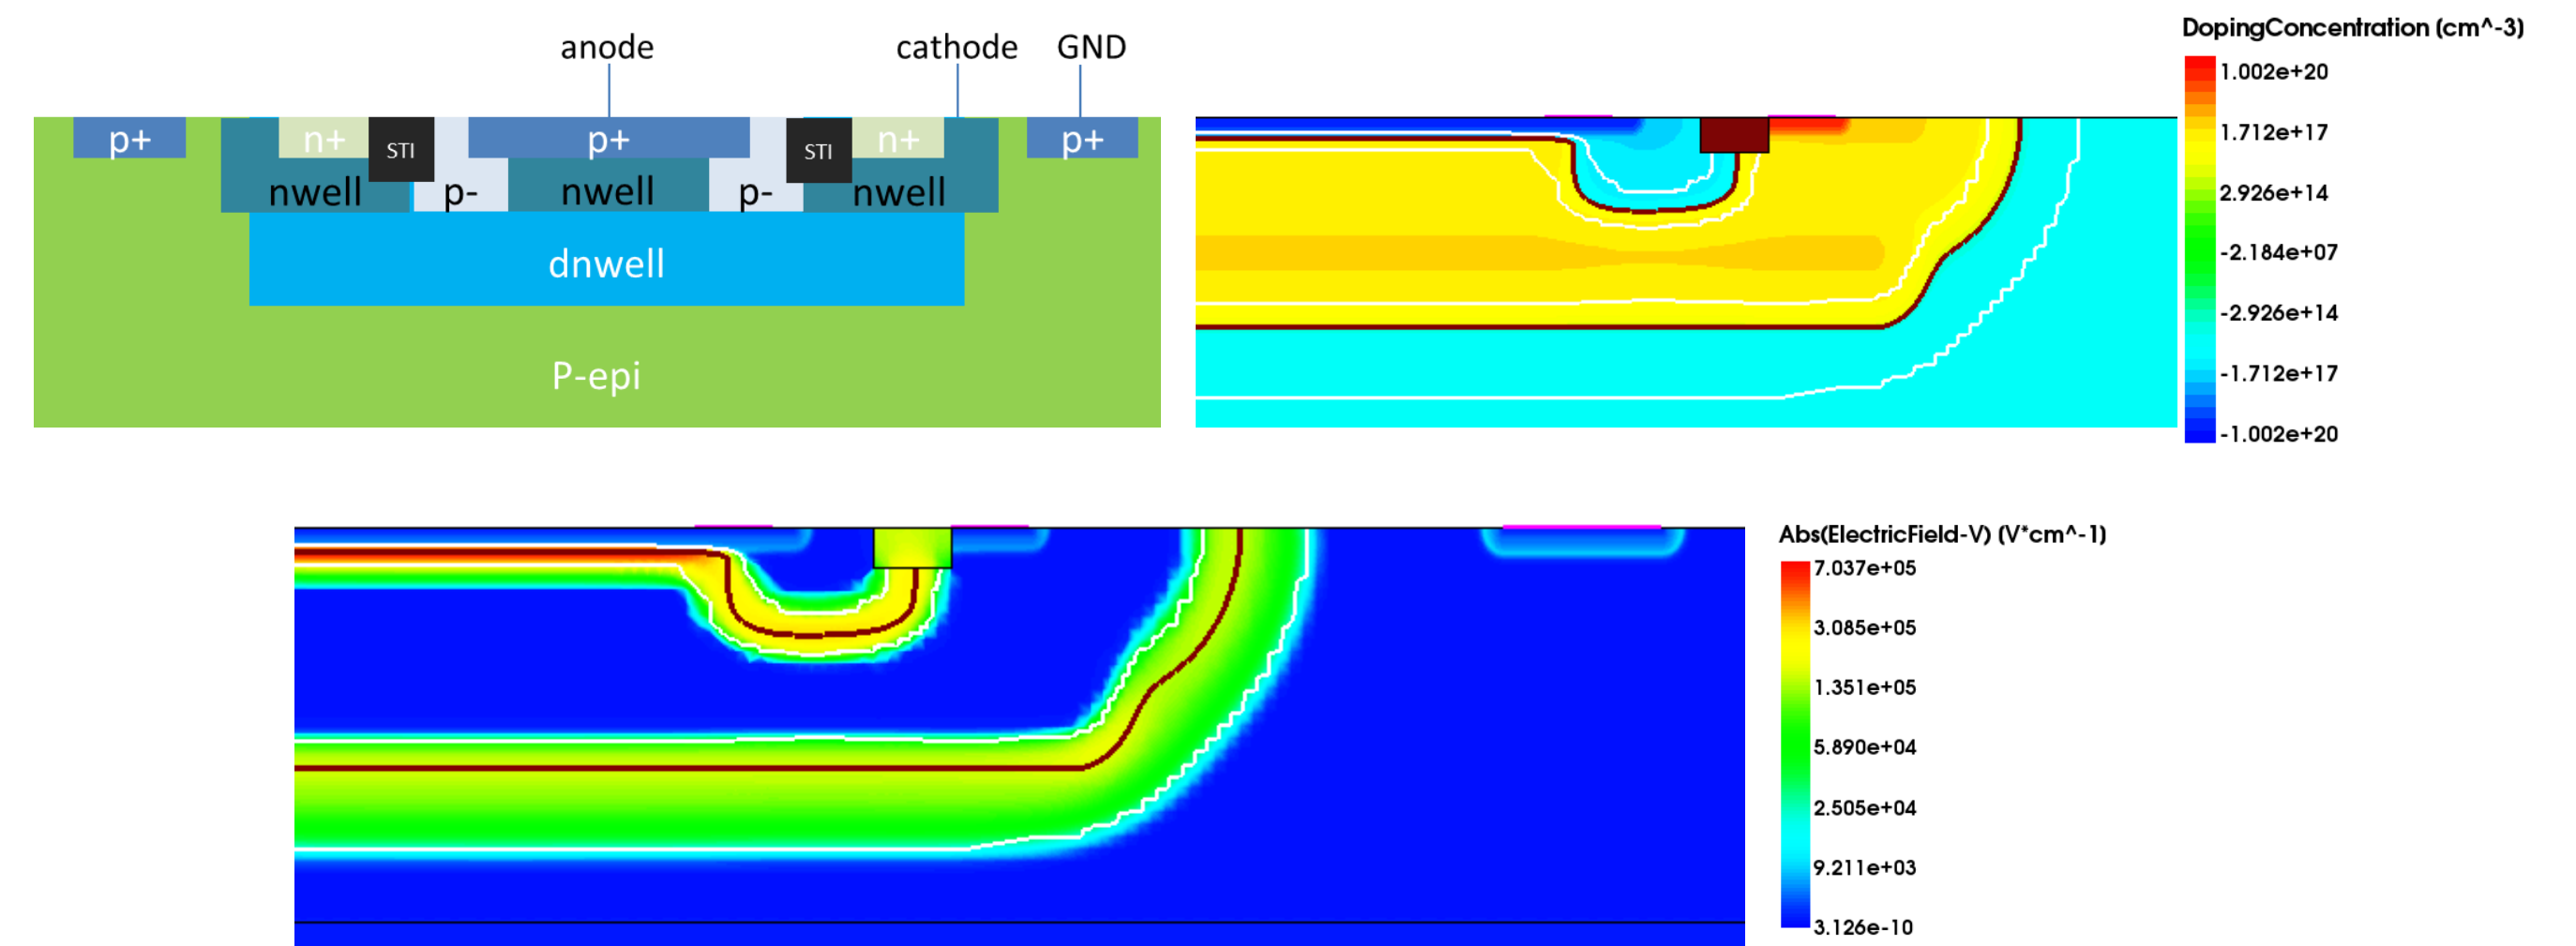 anode
cathode
GND
p+
n+
STI
p+
STI
n+
p+
nwell
p-
nwell
p-
nwell
dnwell
P-epi
DopingConcentration (cm^-3)
1.002e+20
1.712e+17
2.926e+14
-2.184e+07
-2.926e+14
-1.712e+17
-1.002e+20
Abs(ElectricField-V) (V*cm^-1)
7.037e+05
3.085e+05
1.351e+05
5.890e+04
2.505e+04
9.211e+03
3.126e-10